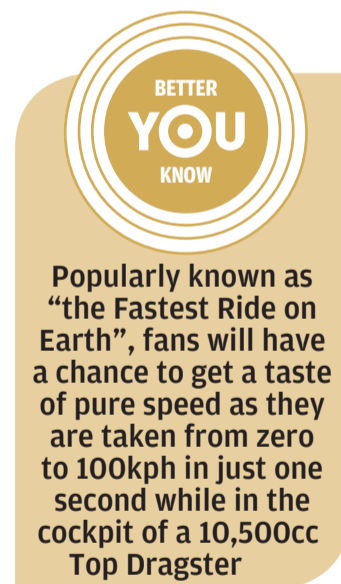 BETTER
YOU
KNOW
Popularly known as
“the Fastest Ride on
Earth”, fans will have
a chance to get a taste
of pure speed as they
are taken from zero
to 100kph in just one
second while in the
cockpit of a 10,500cc
Top Dragster